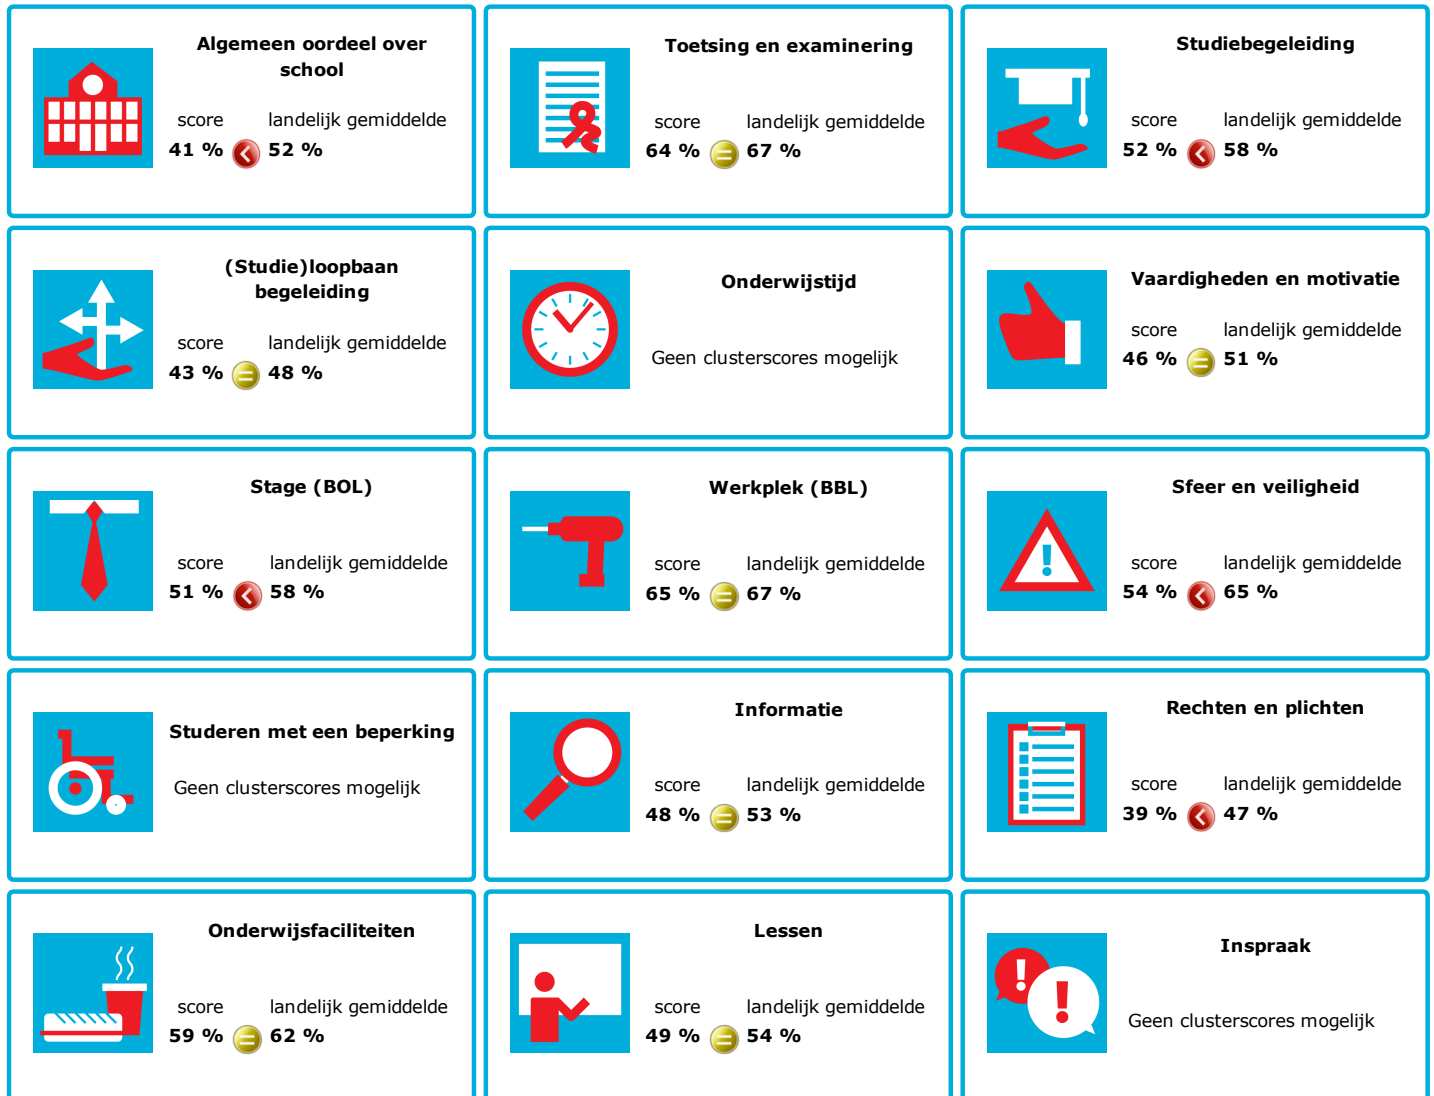 Algemeen oordeel over
school
score landelijk gemiddelde
41 % 52 %
Toetsing en examinering
score landelijk gemiddelde
64 % = 67 %
Studiebegeleiding
score landelijk gemiddelde
52 % 58 %
(Studie)loopbaan
begeleiding
score landelijk gemiddelde
43 % = 48 %
Onderwijstijd
Geen clusterscores mogelijk
Vaardigheden en motivatie
score landelijk gemiddelde
46 % = 51 %
Stage (BOL)
score landelijk gemiddelde
51 % 58 %
Werkplek (BBL)
score landelijk gemiddelde
65 % = 67 %
Sfeer en veiligheid
!
score landelijk gemiddelde
54 % 65 %
Studeren met een beperking
Geen clusterscores mogelijk
Informatie
score landelijk gemiddelde
48 % = 53 %
Rechten en plichten
score landelijk gemiddelde
39 % 47 %
Onderwijsfaciliteiten
score landelijk gemiddelde
59 % = 62 %
Lessen
score landelijk gemiddelde
49 % = 54 %
Inspraak
! !
Geen clusterscores mogelijk